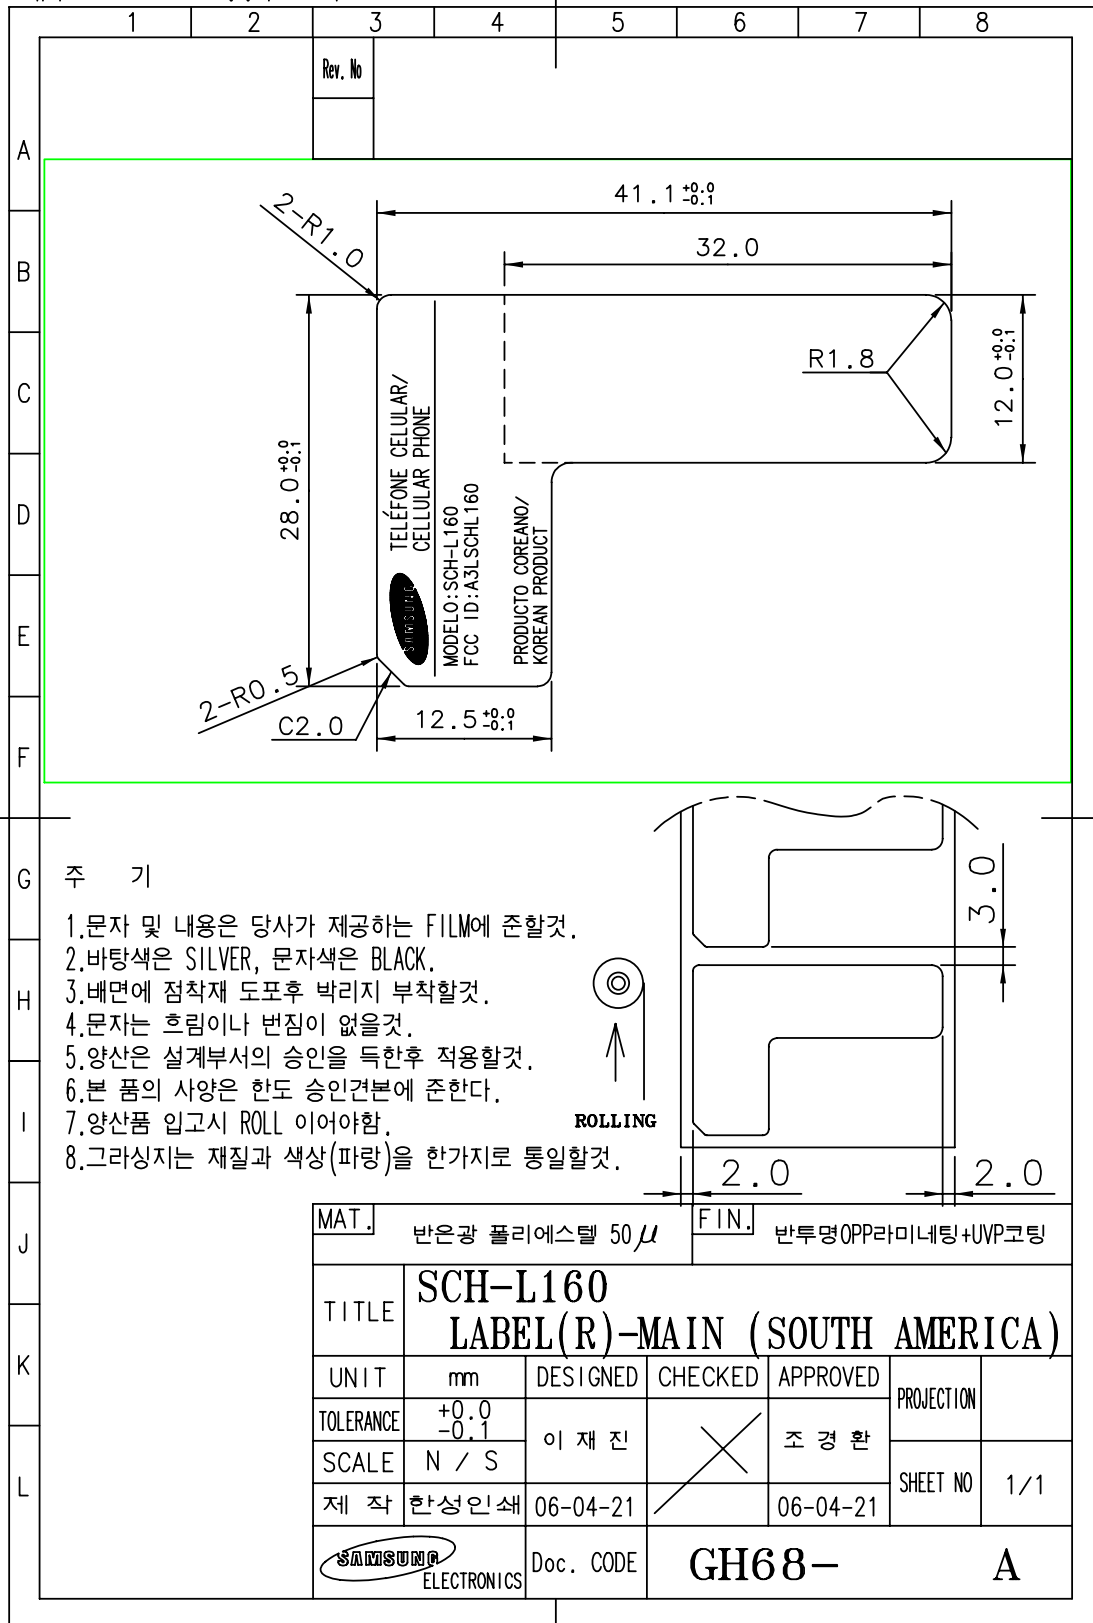 1 2 3 4 5 6 7 8
Rev. No
A
B
C
D
E
F
G
H
I
J
K
L
41.1 +0.0 -0.1
32.0
2-R1.0
R1.8
12.0 +0.0 -0.1
28.0 +0.0 -0.1
TELÉFONE CELULAR/
CELLULAR PHONE
SAMSUNG
MODELO:SCH-L160
FCC ID:A3LSCHL160
PRODUCTO COREANO/
KOREAN PRODUCT
2-R0.5
C2.0
12.5 +0.0 -0.1
3.0
주 기
1.문자 및 내용은 당사가 제공하는 FILM에 준할것.
2.바탕색은 SILVER, 문자색은 BLACK.
3.배면에 점착재 도포후 박리지 부착할것.
4.문자는 흐림이나 번짐이 없을것.
5.양산은 설계부서의 승인을 득한후 적용할것.
6.본 품의 사양은 한도 승인견본에 준한다.
7.양산품 입고시 ROLL 이어야함.
8.그라싱지는 재질과 색상(파랑)을 한가지로 통일할것.
ROLLING
2.0 2.0
MAT. 반은광 폴리에스텔 50μ FIN. 반투명OPP라미네팅+UVP코팅
TITLE SCH-L160
LABEL(R)-MAIN (SOUTH AMERICA)
UNIT mm DESIGNED CHECKED APPROVED PROJECTION
TOLERANCE +0.0 -0.1 이 재 진 조 경 환
SCALE N / S SHEET NO 1/1
제 작 한성인쇄 06-04-21 06-04-21
SAMSUNG ELECTRONICS Doc. CODE GH68- A